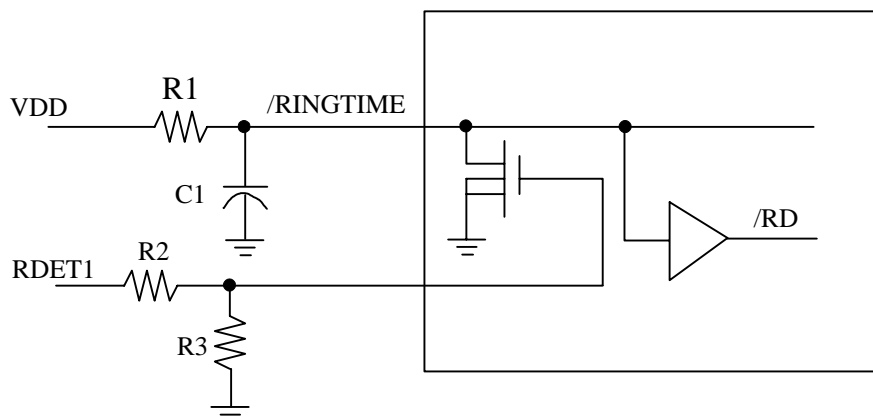 R1
VDD
/RINGTIME
C1
/RD
R2
RDET1
R3